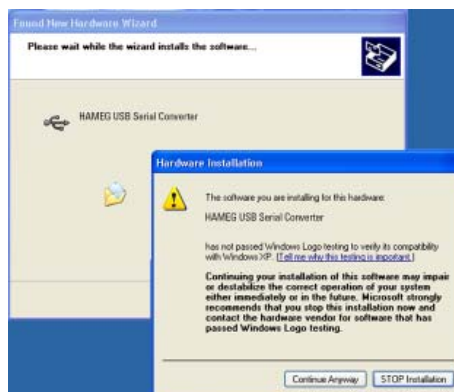 Found New Hardware Wizard
Please wait while the wizard installs the software...
HAMEG USB Serial Converter
Hardware Installation
The software you are installing for this hardware:
HAMEG USB Serial Converter
has not passed Windows Logo testing to verify its compatibility
with Windows XP. (Tell me why this testing is important.)
Continuing your installation of this software may impair
or destabilize the correct operation of your system
either immediately or in the future. Microsoft strongly
recommends that you stop this installation now and
contact the hardware vendor for software that has
passed Windows Logo testing.
Continue Anyway STOP Installation